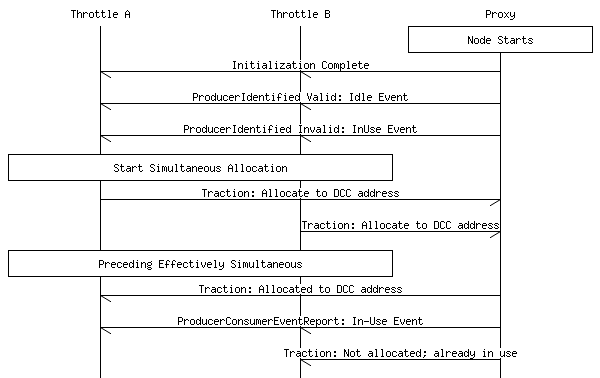 Throttle A
Throttle B
Proxy
Node Starts
Initialization Complete
ProducerIdentified Valid: Idle Event
ProducerIdentified Invalid: InUse Event
Start Simultaneous Allocation
Traction: Allocate to DCC address
Traction: Allocate to DCC address
Preceding Effectively Simultaneous
Traction: Allocated to DCC address
ProducerConsumerEventReport: In-Use Event
Traction: Not allocated; already in use